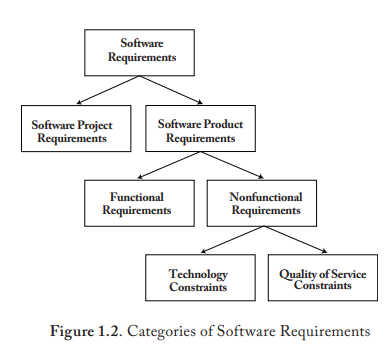 Software
Requirements
Software Project
Requirements
Software Product
Requirements
Functional
Requirements
Nonfunctional
Requirements
Technology
Constraints
Quality of Service
Constraints
Figure 1.2. Categories of Software Requirements